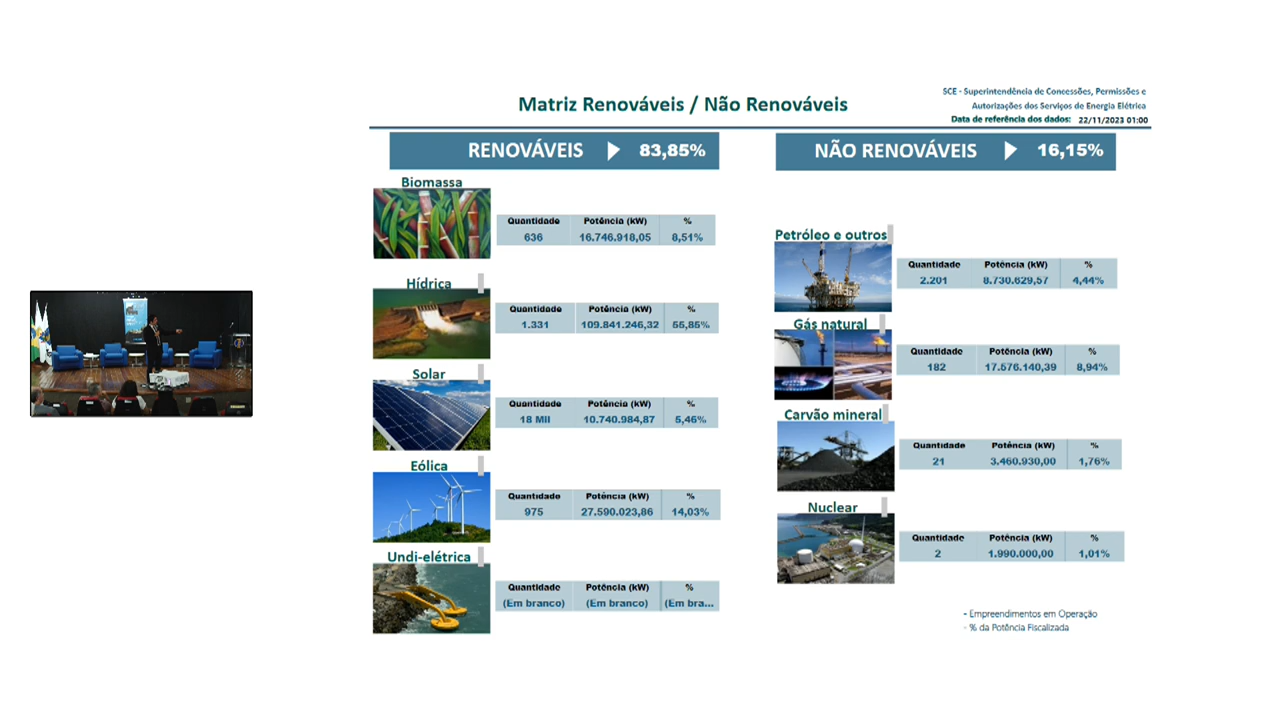 SCE - Superintendência de Concessões, Permissões e
Autorizações dos Serviços de Energia Elétrica
Matriz Renováveis / Não Renováveis
Data de referência dos dados: 22/11/2023 01:00
RENOVÁVEIS 83,85%
Biomassa
Quantidade Potência (kW) %
636 16.746.918,05 8,51%
Hídrica
Quantidade Potência (kW) %
1.331 109.841.246,32 55,85%
Solar
Quantidade Potência (kW) %
18 Mil 10.740.984,87 5,46%
Eólica
Quantidade Potência (kW) %
975 27.590.023,86 14,03%
Undi-elétrica
Quantidade Potência (kW) %
(Em branco) (Em branco) (Em bra...
NÃO RENOVÁVEIS 16,15%
Petróleo e outros
Quantidade Potência (kW) %
2.201 8.730.629,57 4,44%
Gás natural
Quantidade Potência (kW) %
182 17.576.140,39 8,94%
Carvão mineral
Quantidade Potência (kW) %
21 3.460.930,00 1,76%
Nuclear
Quantidade Potência (kW) %
2 1.990.000,00 1,01%
- Empreendimentos em Operação
- % da Potência Fiscalizada